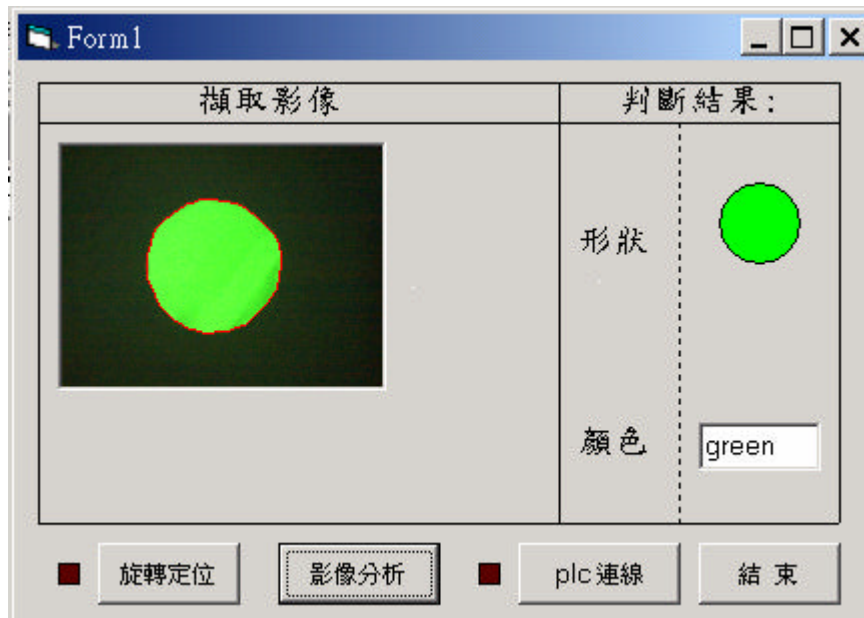 Form1
擷取影像
判斷結果:
形狀
顏色
green
旋轉定位
影像分析
plc連線
結束